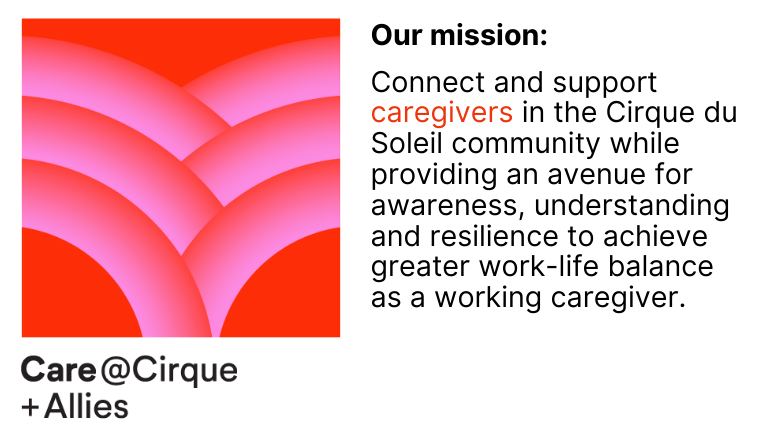 Our mission:
Connect and support
caregivers in the Cirque du
Soleil community while
providing an avenue for
awareness, understanding
and resilience to achieve
greater work-life balance
as a working caregiver.
Care@Cirque
+Allies